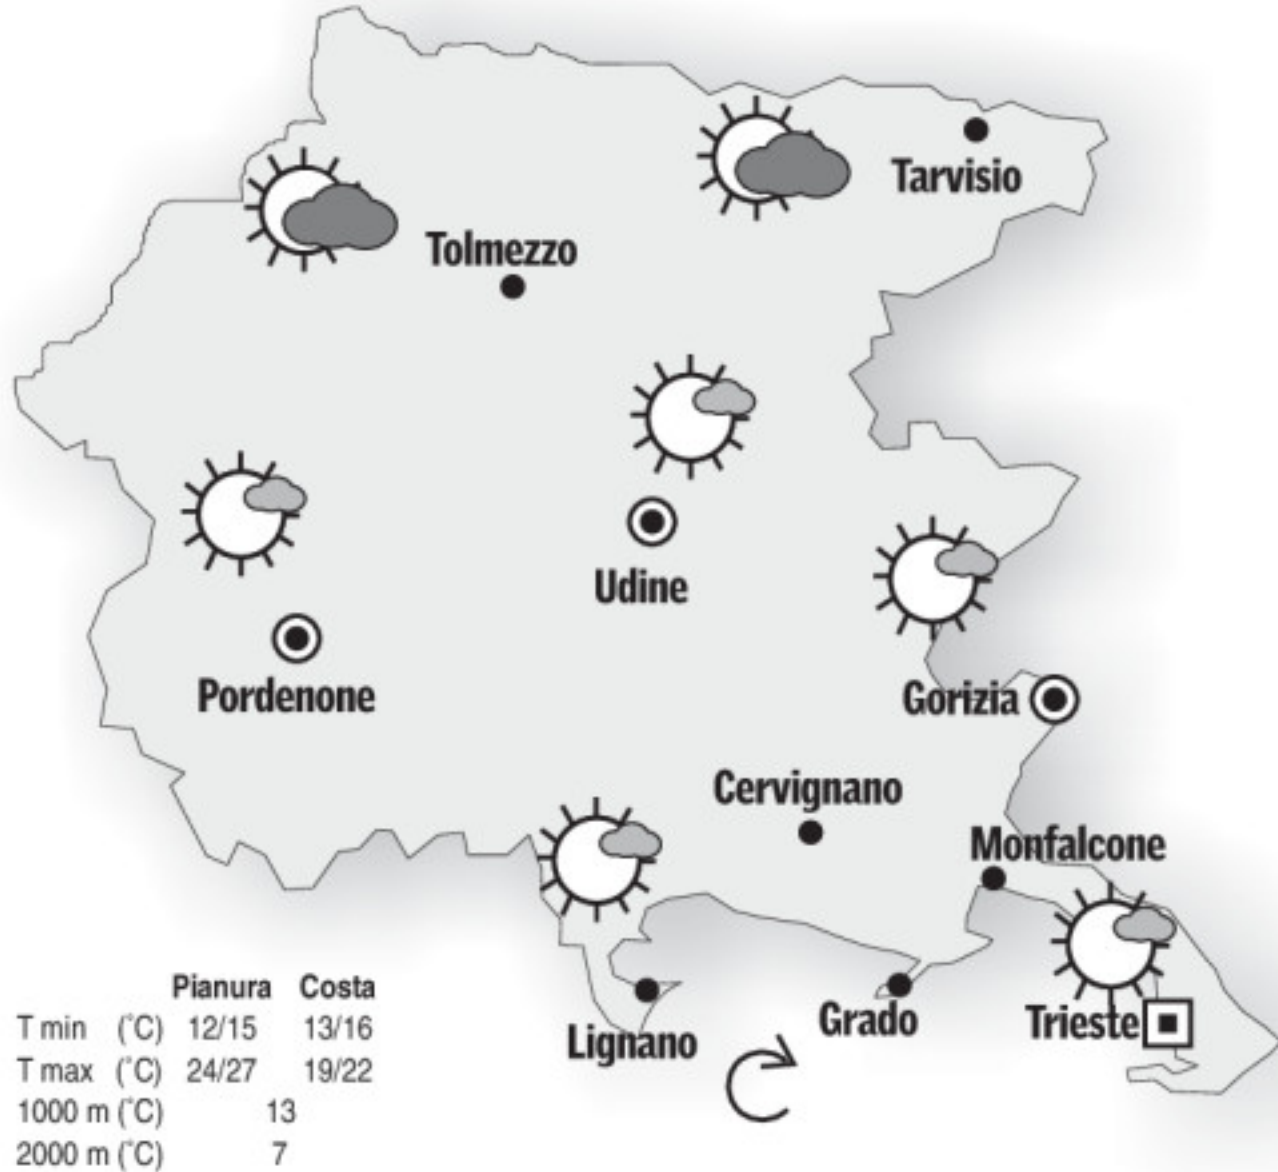 Tarvisio
Tolmezzo
Udine
Pordenone
Gorizia
Cervignano
Monfalcone
Grado
Trieste
Lignano
Pianura Costa
T min (°C) 12/15 13/16
T max (°C) 24/27 19/22
1000 m (°C) 13
2000 m (°C) 7